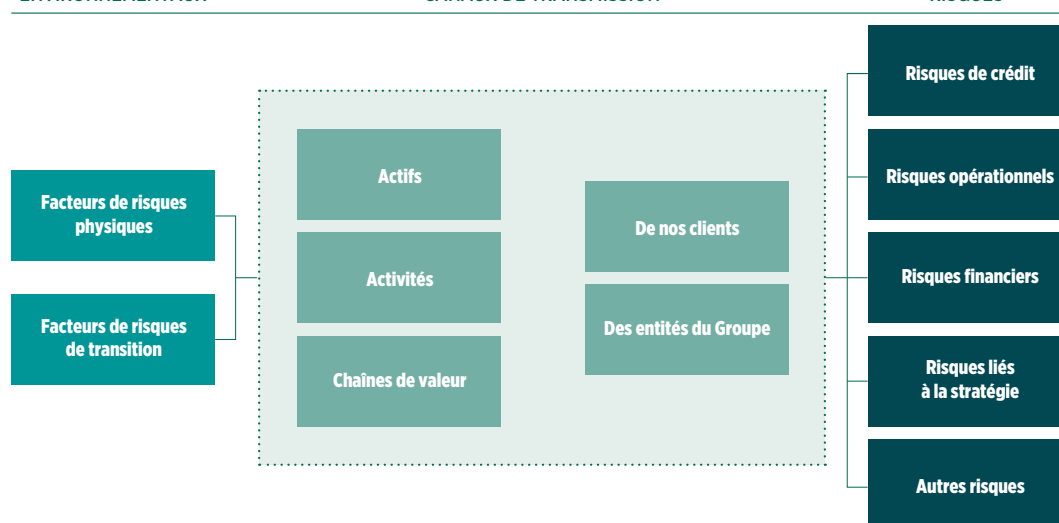 Risques de crédit
Actifs
Risques opérationnels
Facteurs de risques
physiques
De nos clients
Activités
Risques financiers
Facteurs de risques
de transition
Des entités du Groupe
Chaînes de valeur
Risques liés
à la stratégie
Autres risques